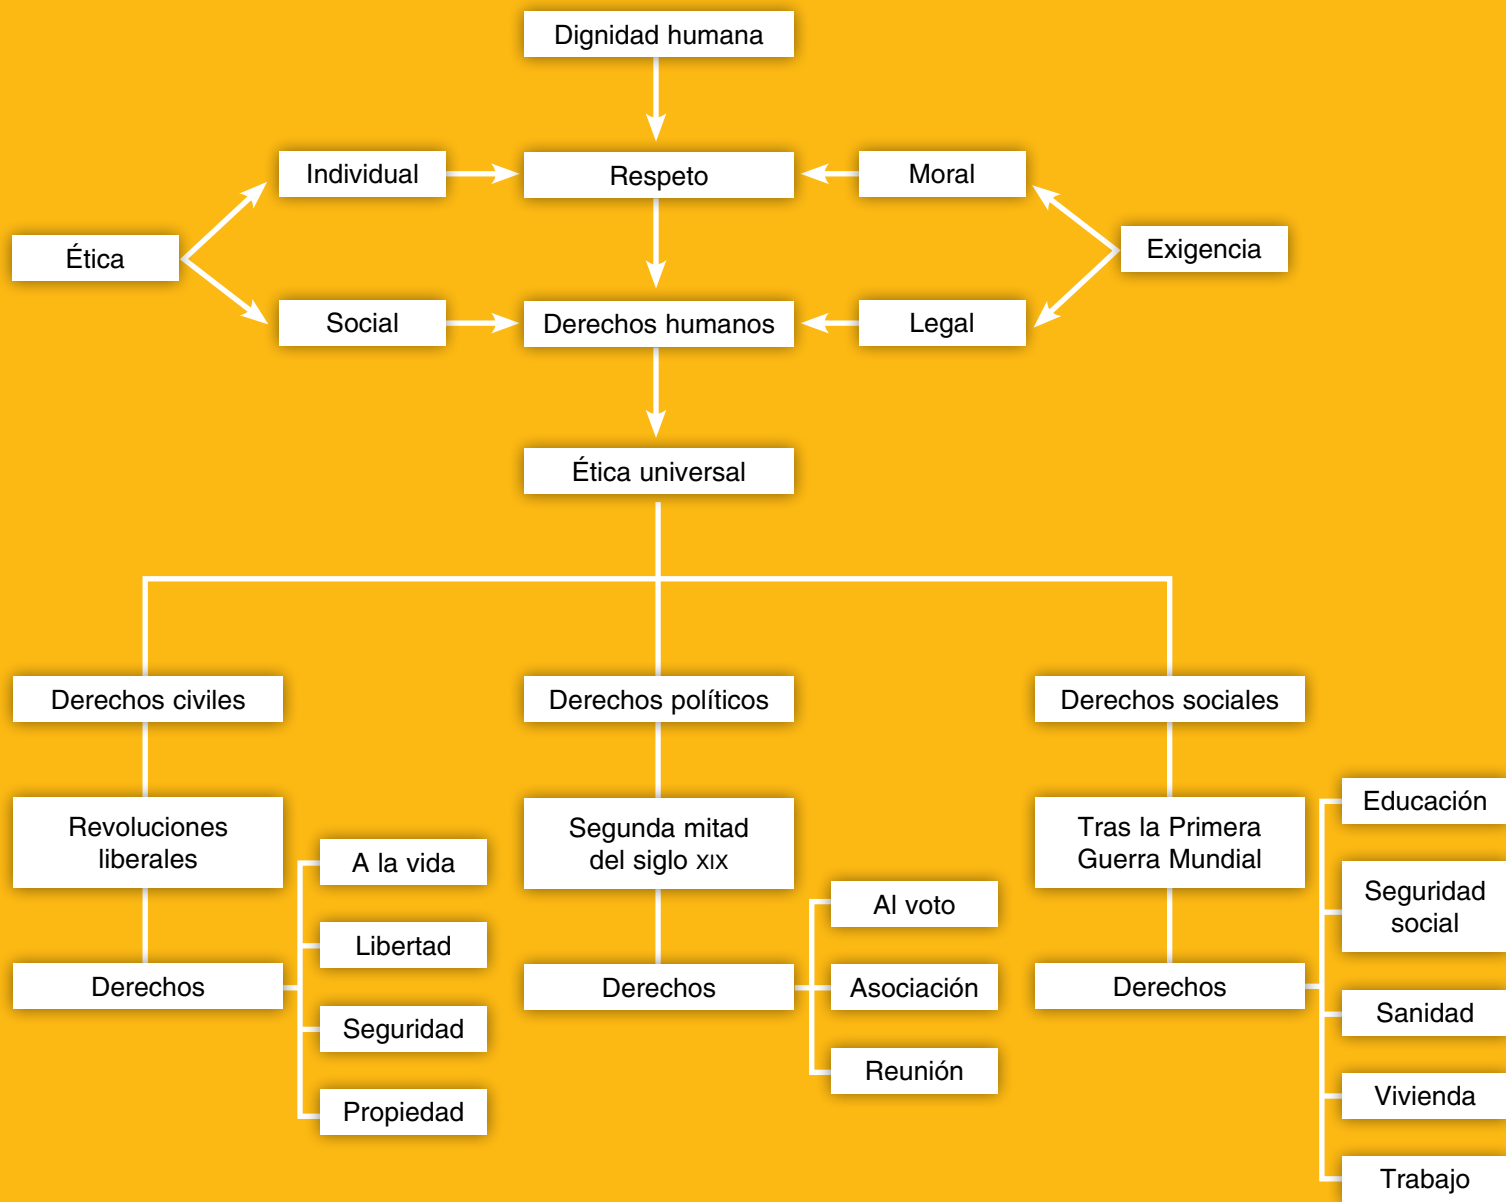 Dignidad humana
Individual
Respeto
Moral
Ética
Exigencia
Social
Derechos humanos
Legal
Ética universal
Derechos civiles
Derechos políticos
Derechos sociales
Revoluciones
liberales
Segunda mitad
del siglo XIX
Tras la Primera
Guerra Mundial
Derechos
A la vida
Libertad
Seguridad
Propiedad
Derechos
Al voto
Asociación
Reunión
Derechos
Educación
Seguridad
social
Sanidad
Vivienda
Trabajo